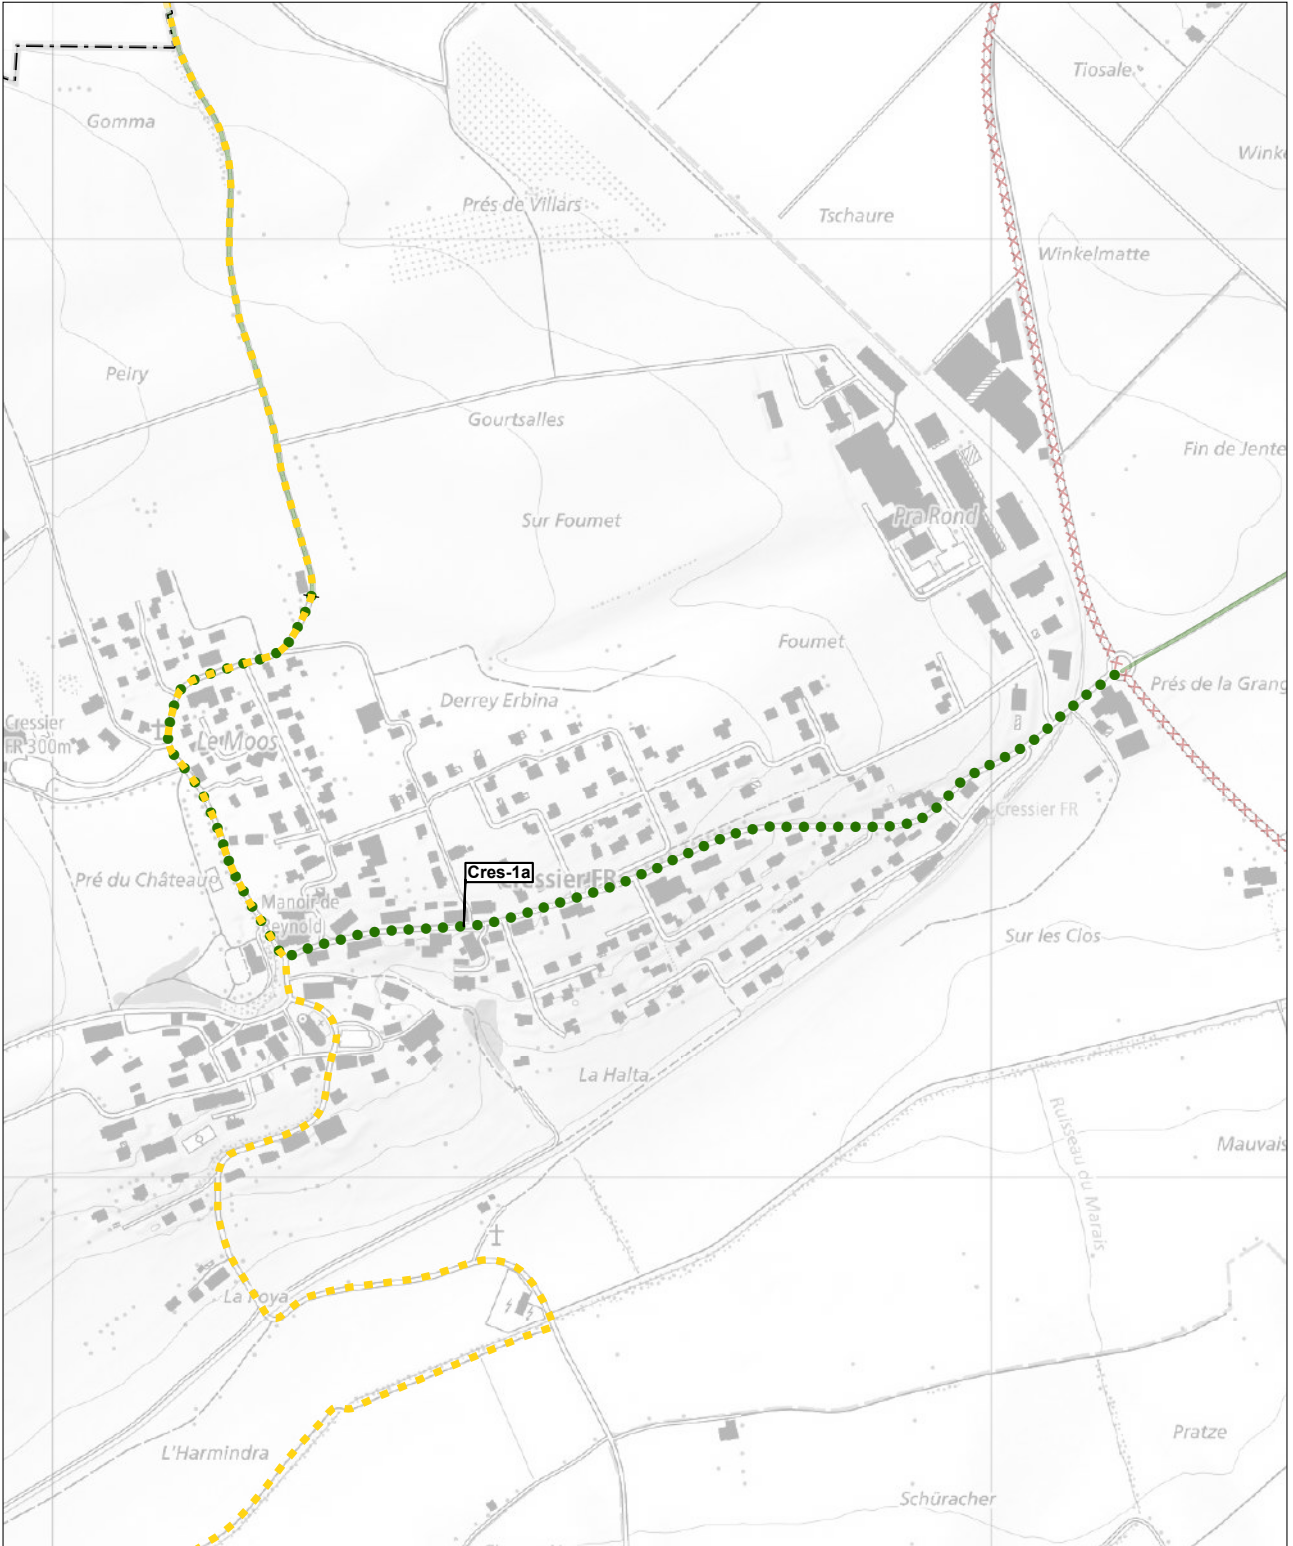 Tiosale
Gomma
Prés de Villars
Tschaure
Winkelmatte
Peiry
Gourtsalles
Fin de Jente
Sur Foumet
Pra Rond
Foumet
Prés de la Grang
Derrey Erbina
Cressier
FR 300m
Le Moos
Cressier FR
Cres-1a
Cressier FR
Pré du Château
Manoir de
Reynold
Sur les Clos
La Halta
Ruisseau du Marais
Mauvais
La Poya
L'Harmindra
Pratze
Schüracher